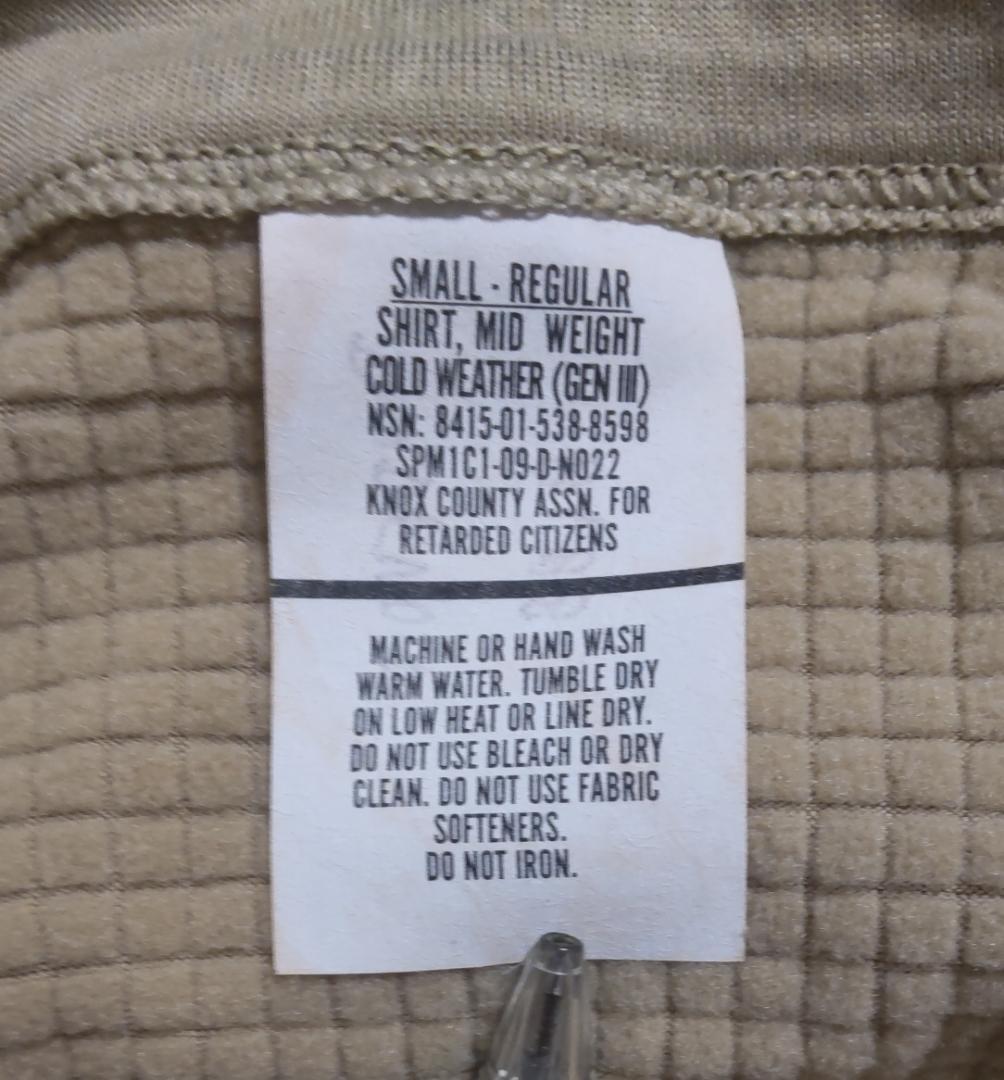 SMALL - REGULAR
SHIRT, MID WEIGHT
COLD WEATHER (GEN III)
NSN: 8415-01-538-8598
SPM1C1-09-D-N022
KNOX COUNTY ASSN. FOR
RETARDED CITIZENS
MACHINE OR HAND WASH
WARM WATER. TUMBLE DRY
ON LOW HEAT OR LINE DRY.
DO NOT USE BLEACH OR DRY
CLEAN. DO NOT USE FABRIC
SOFTENERS.
DO NOT IRON.